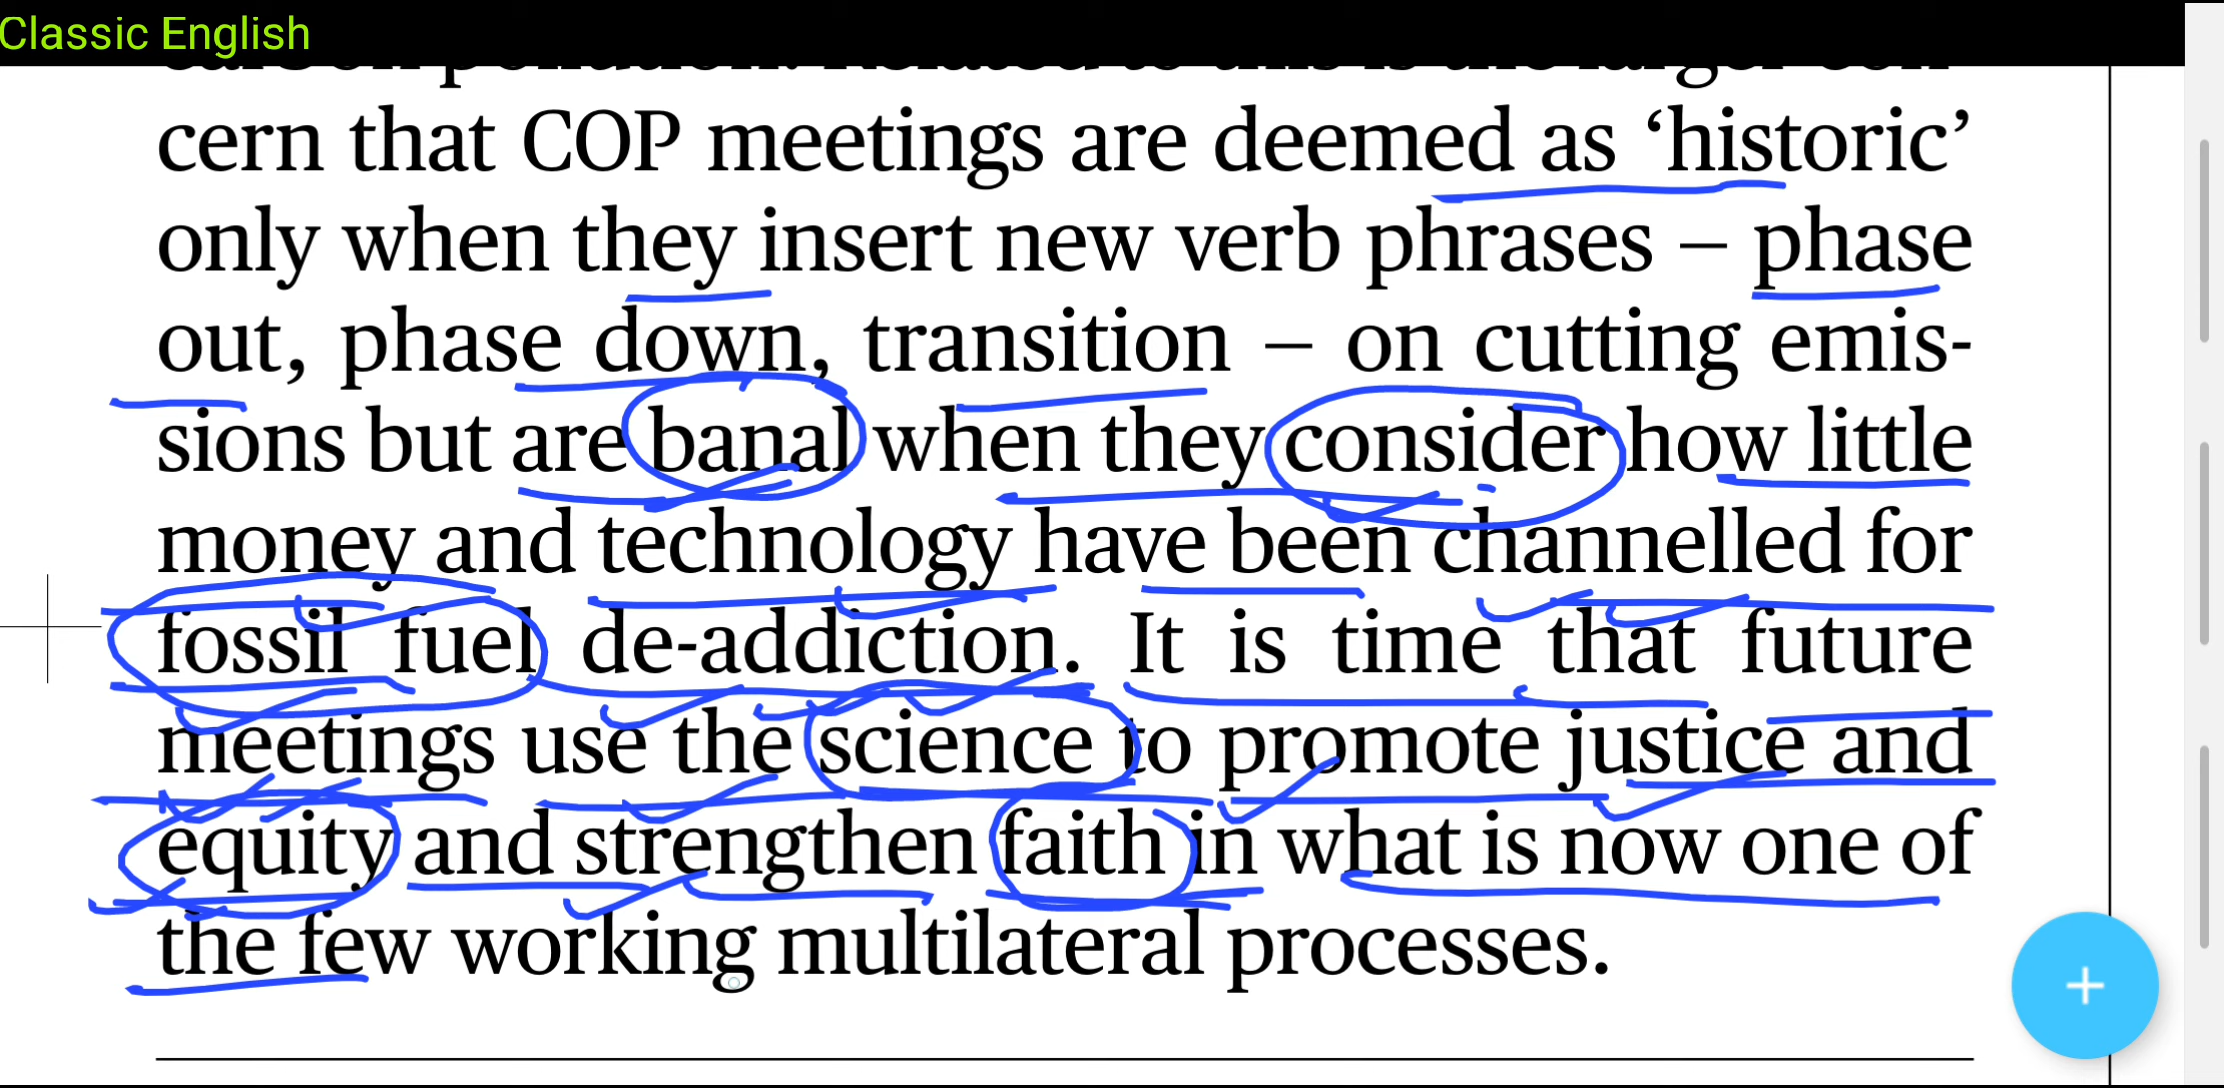 Classic English
cern that COP meetings are deemed as ‘historic’
only when they insert new verb phrases – phase
out, phase down, transition – on cutting emis-
sions but are banal when they consider how little
money and technology have been channelled for
fossil fuel de-addiction. It is time that future
meetings use the science to promote justice and
equity and strengthen faith in what is now one of
the few working multilateral processes.
+